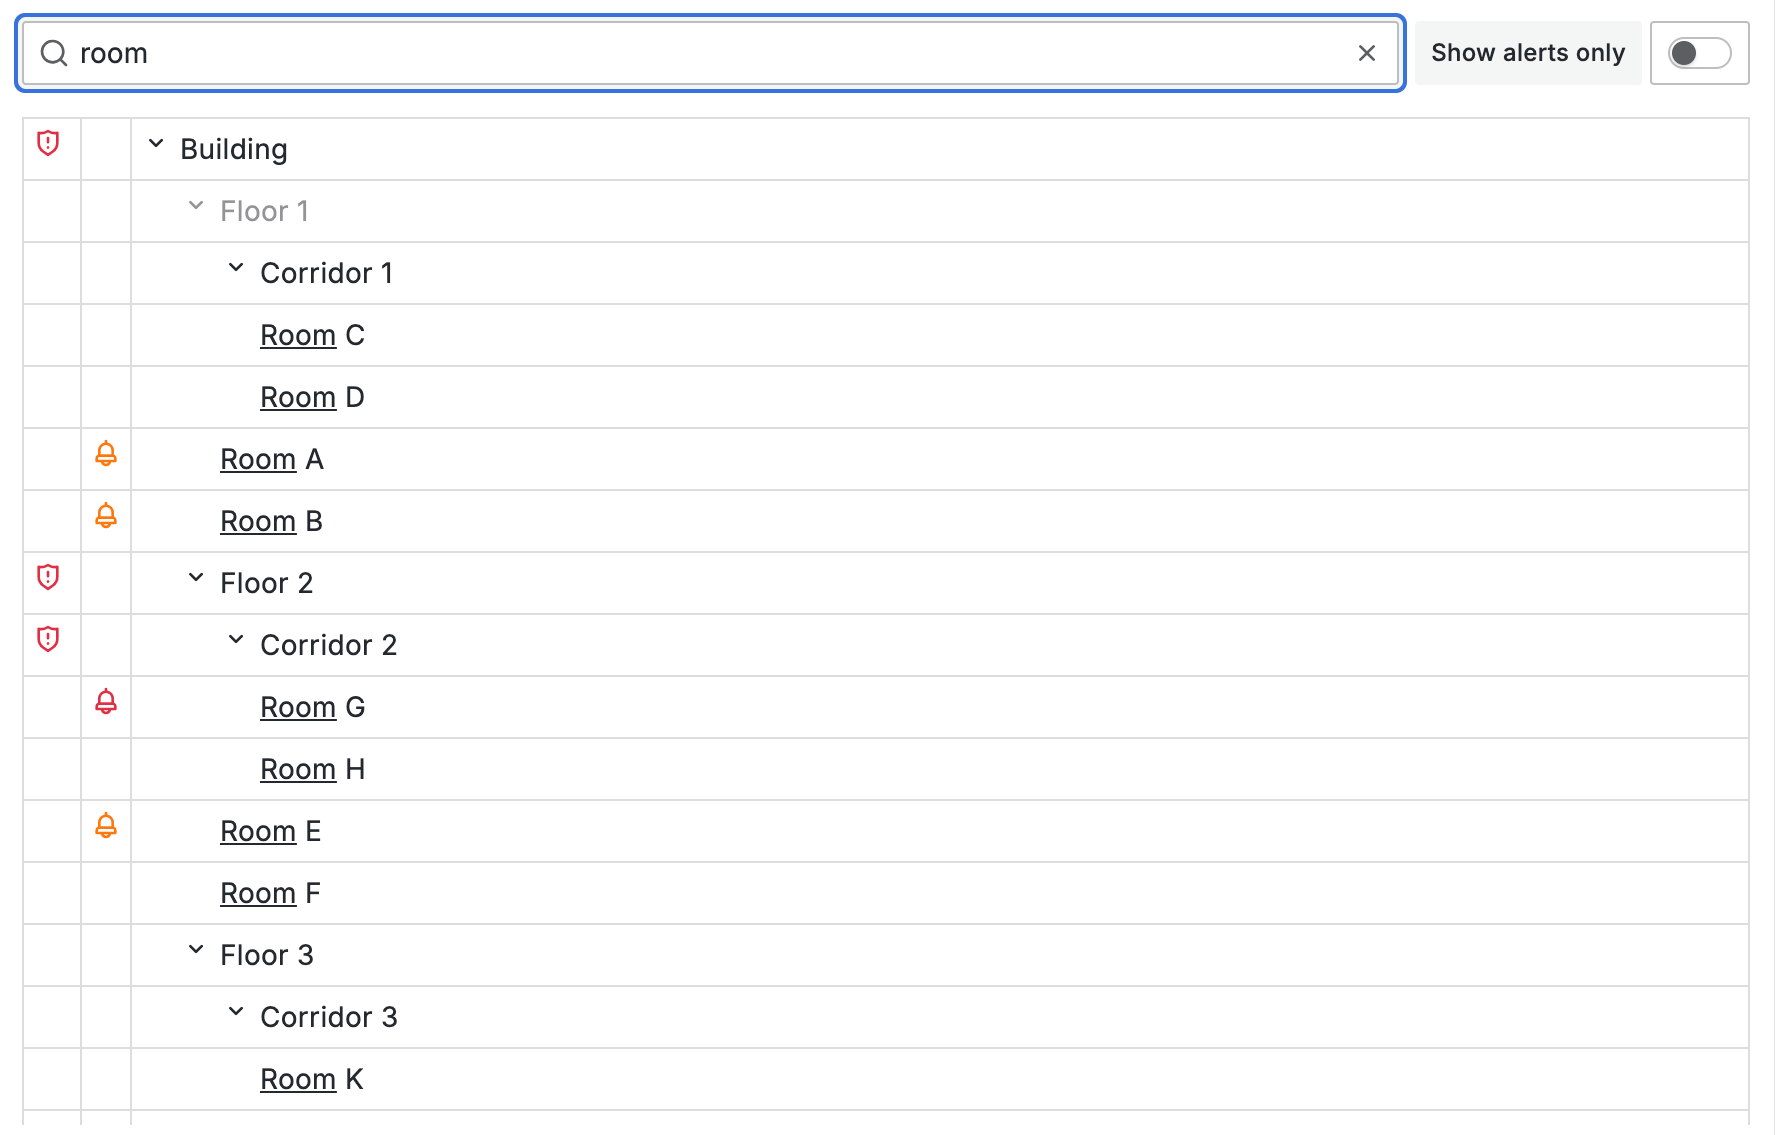 room
Show alerts only
Building
Floor 1
Corridor 1
Room C
Room D
Room A
Room B
Floor 2
Corridor 2
Room G
Room H
Room E
Room F
Floor 3
Corridor 3
Room K